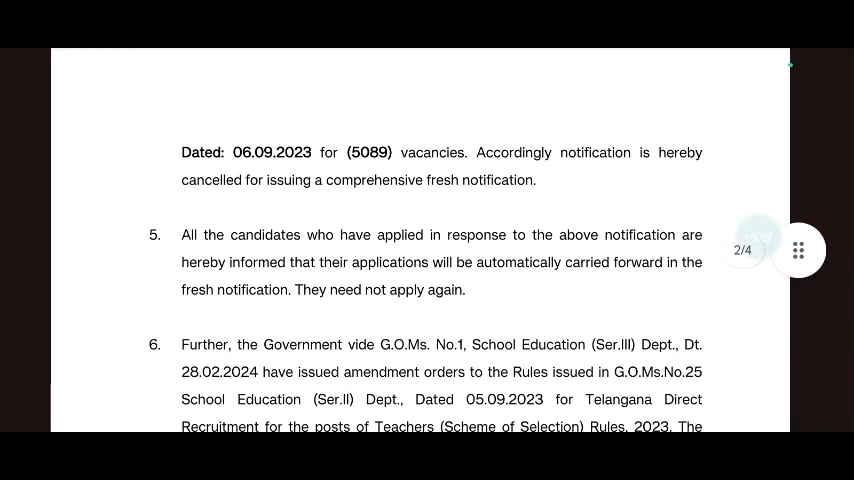 Dated: 06.09.2023 for (5089) vacancies. Accordingly notification is hereby
cancelled for issuing a comprehensive fresh notification.
5. All the candidates who have applied in response to the above notification are
hereby informed that their applications will be automatically carried forward in the
fresh notification. They need not apply again.
2/4
6. Further, the Government vide G.O.Ms. No.1, School Education (Ser.III) Dept., Dt.
28.02.2024 have issued amendment orders to the Rules issued in G.O.Ms.No.25
School Education (Ser.II) Dept., Dated 05.09.2023 for Telangana Direct
Recruitment for the posts of Teachers (Scheme of Selection) Rules, 2023. The